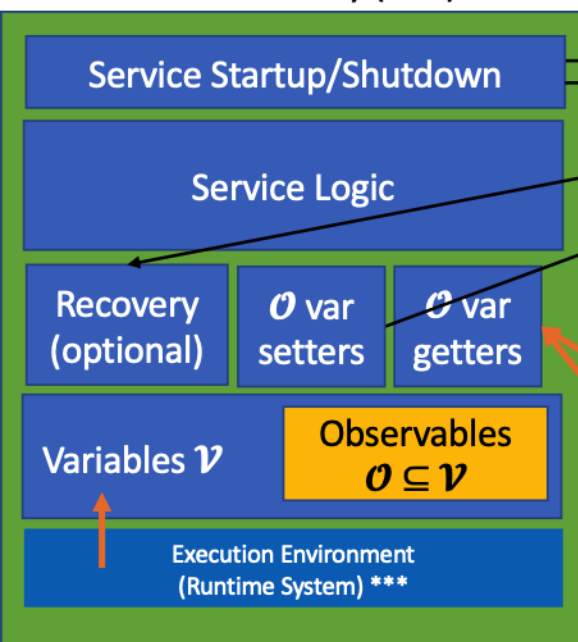 Service Startup/Shutdown
Service Logic
Recovery
(optional)
𝒪 var
setters
𝒪 var
getters
Variables 𝒱
Observables
𝒪 ⊆ 𝒱
Execution Environment
(Runtime System) ***